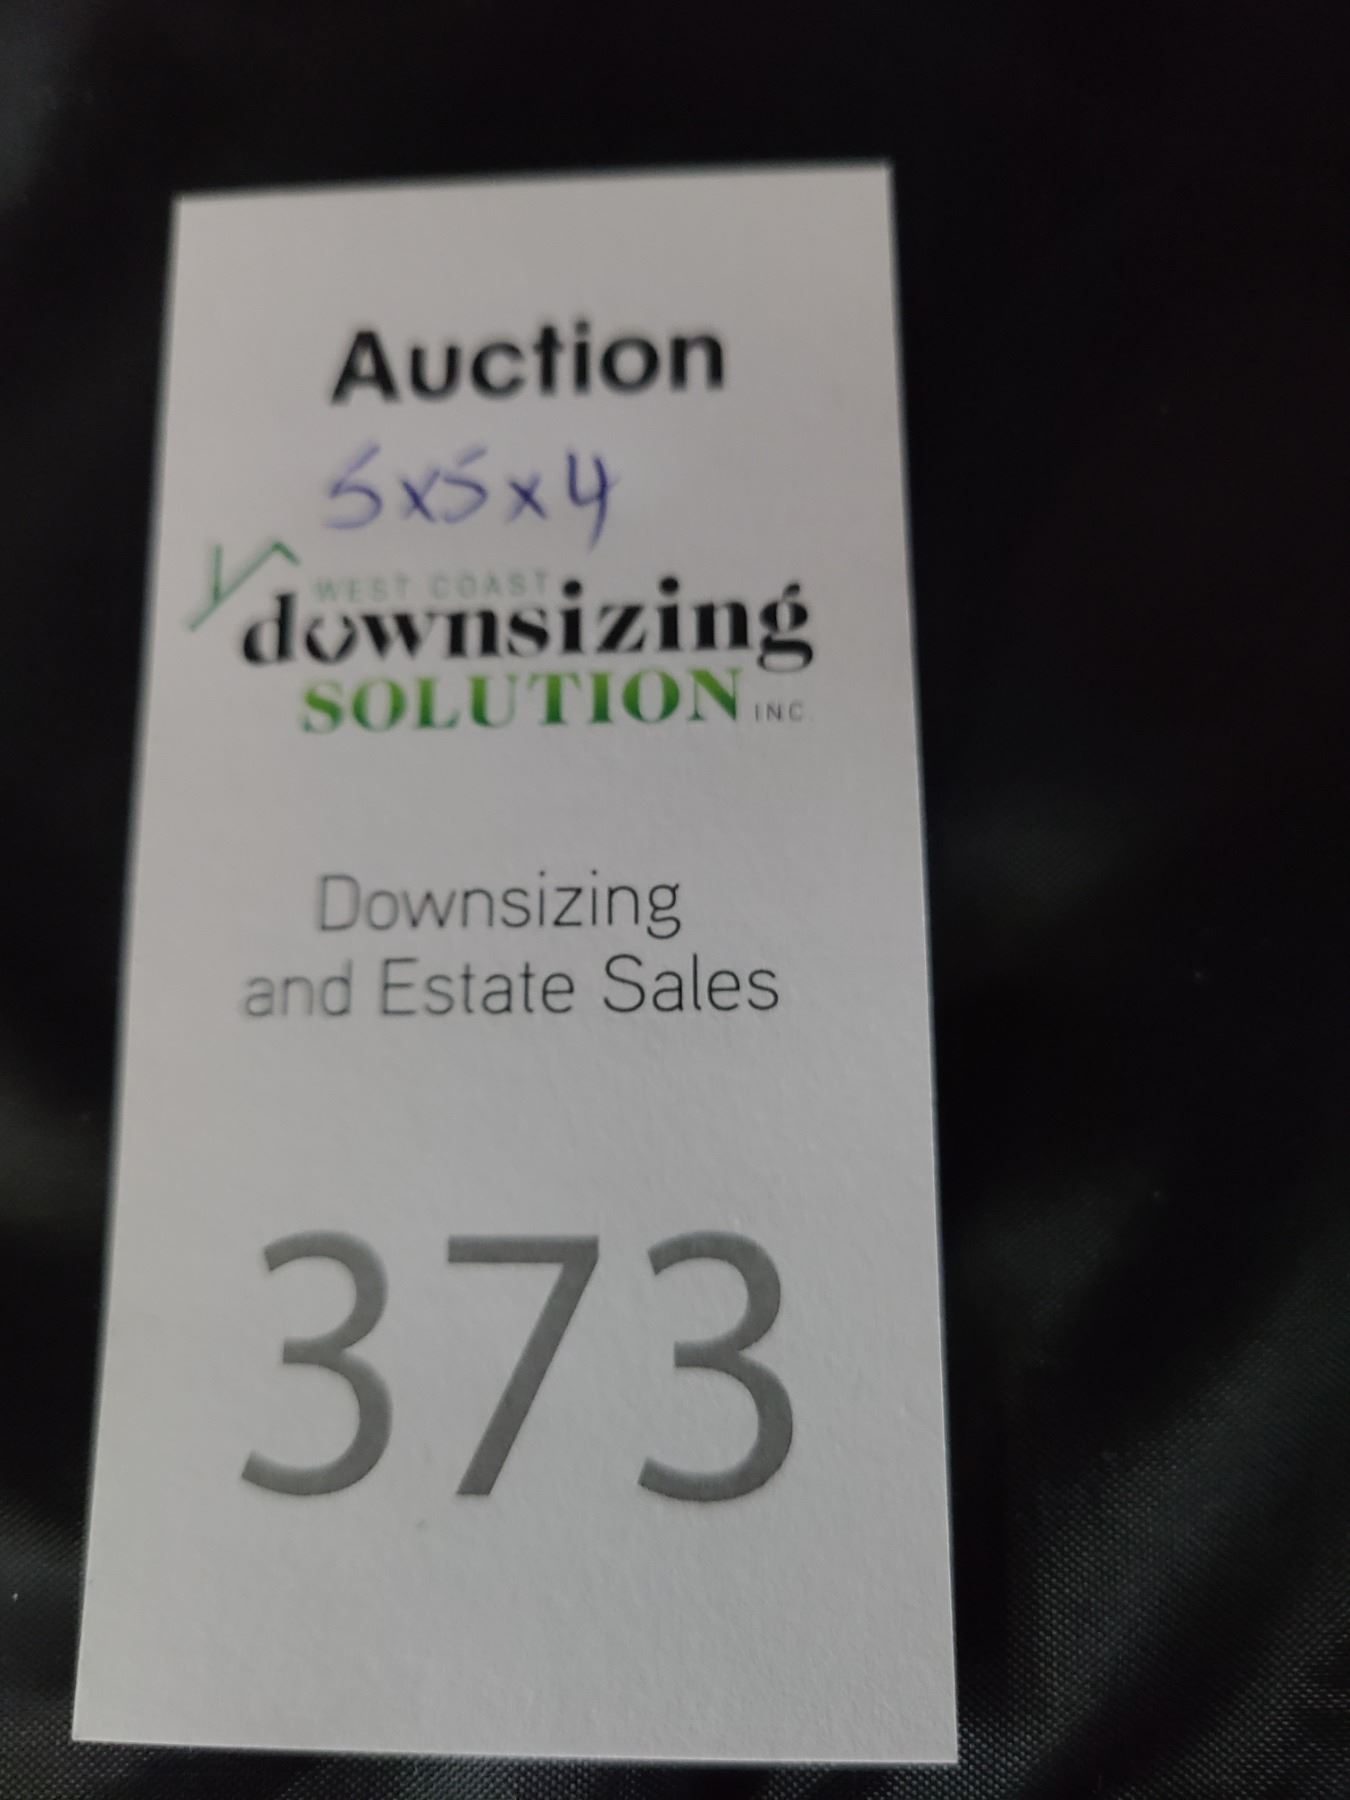 Auction
5x5x4
WEST COAST
downsizing
SOLUTION INC.
Downsizing
and Estate Sales
373